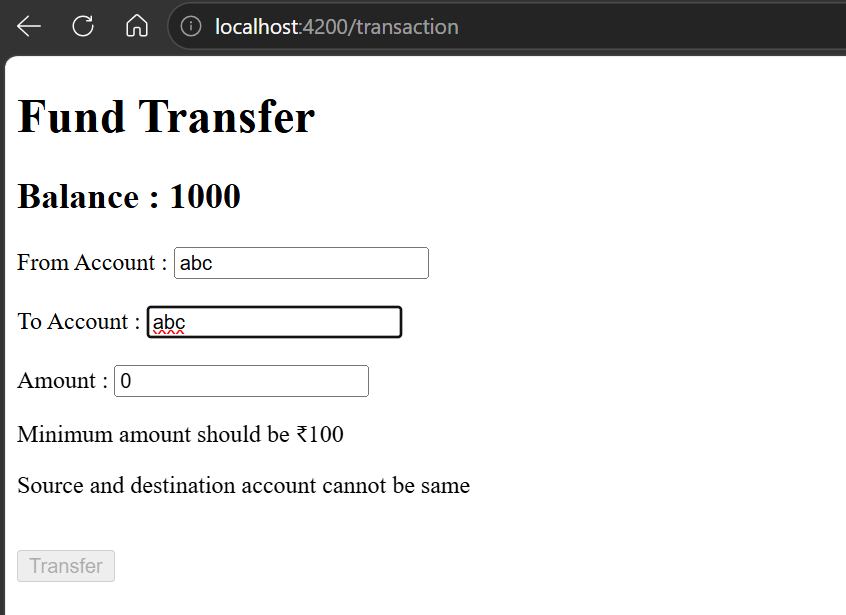 localhost:4200/transaction
Fund Transfer
Balance : 1000
From Account : abc
To Account : abc
Amount : 0
Minimum amount should be ₹100
Source and destination account cannot be same
Transfer